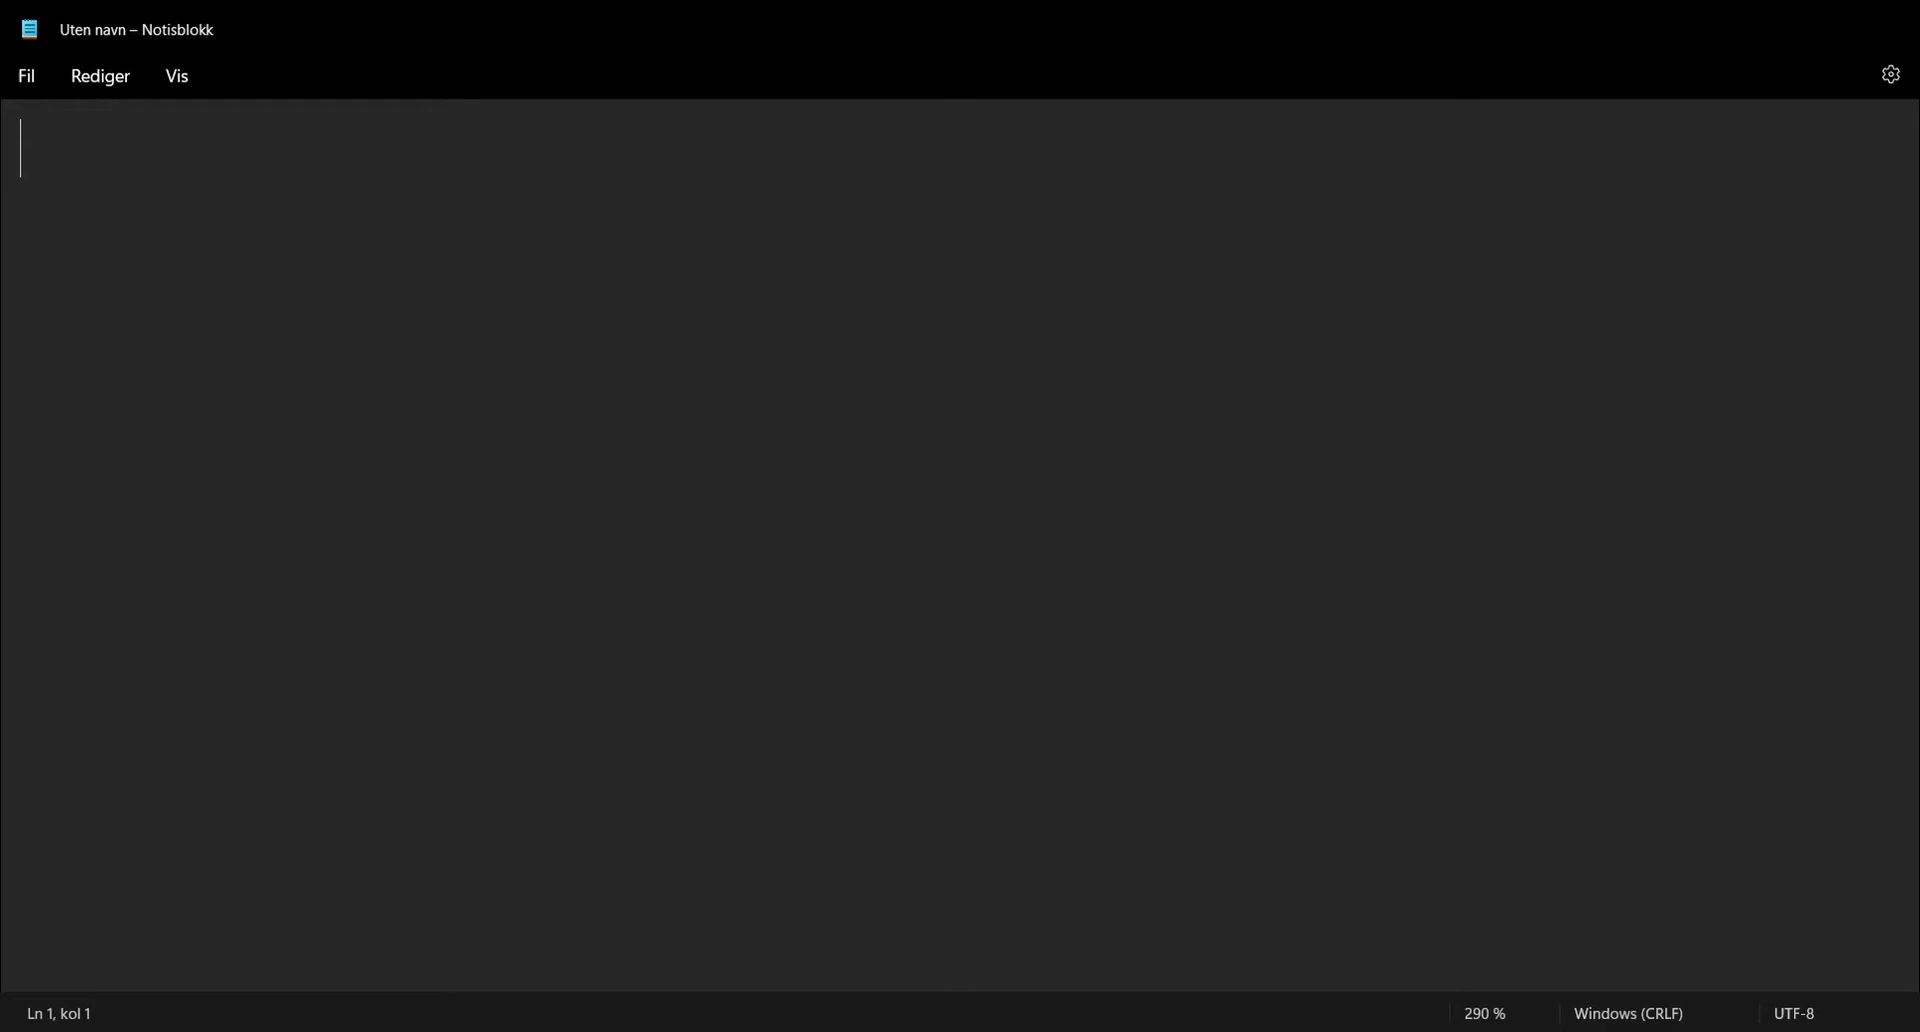 Uten navn – Notisblokk
Fil Rediger Vis
Ln 1, kol 1 290 % Windows (CRLF) UTF-8